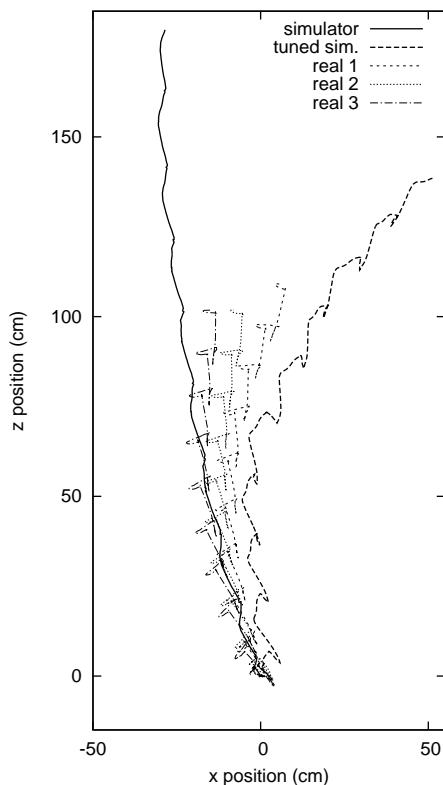 simulator
tuned sim.
real 1
real 2
real 3
150
100
50
0
-50
0
50
z position (cm)
x position (cm)